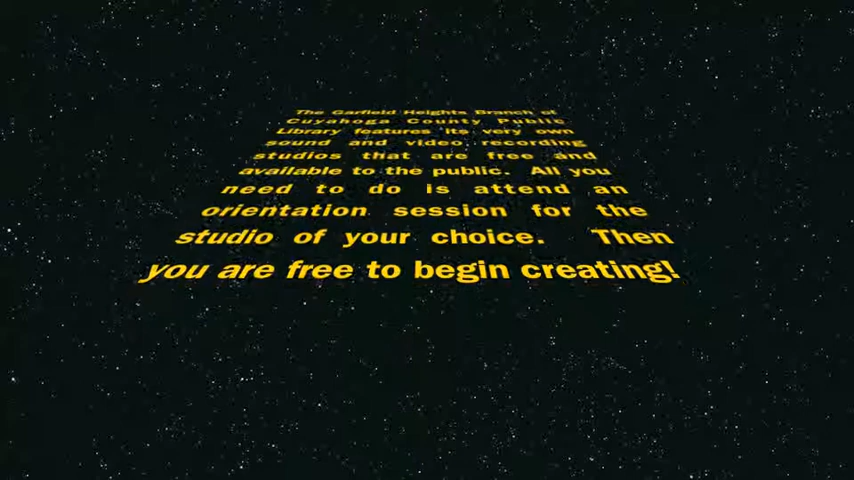 The Garfield Heights Branch of
Cuyahoga County Public
Library features its very own
sound and video recording
studios that are free and
available to the public. All you
need to do is attend an
orientation session for the
studio of your choice. Then
you are free to begin creating!